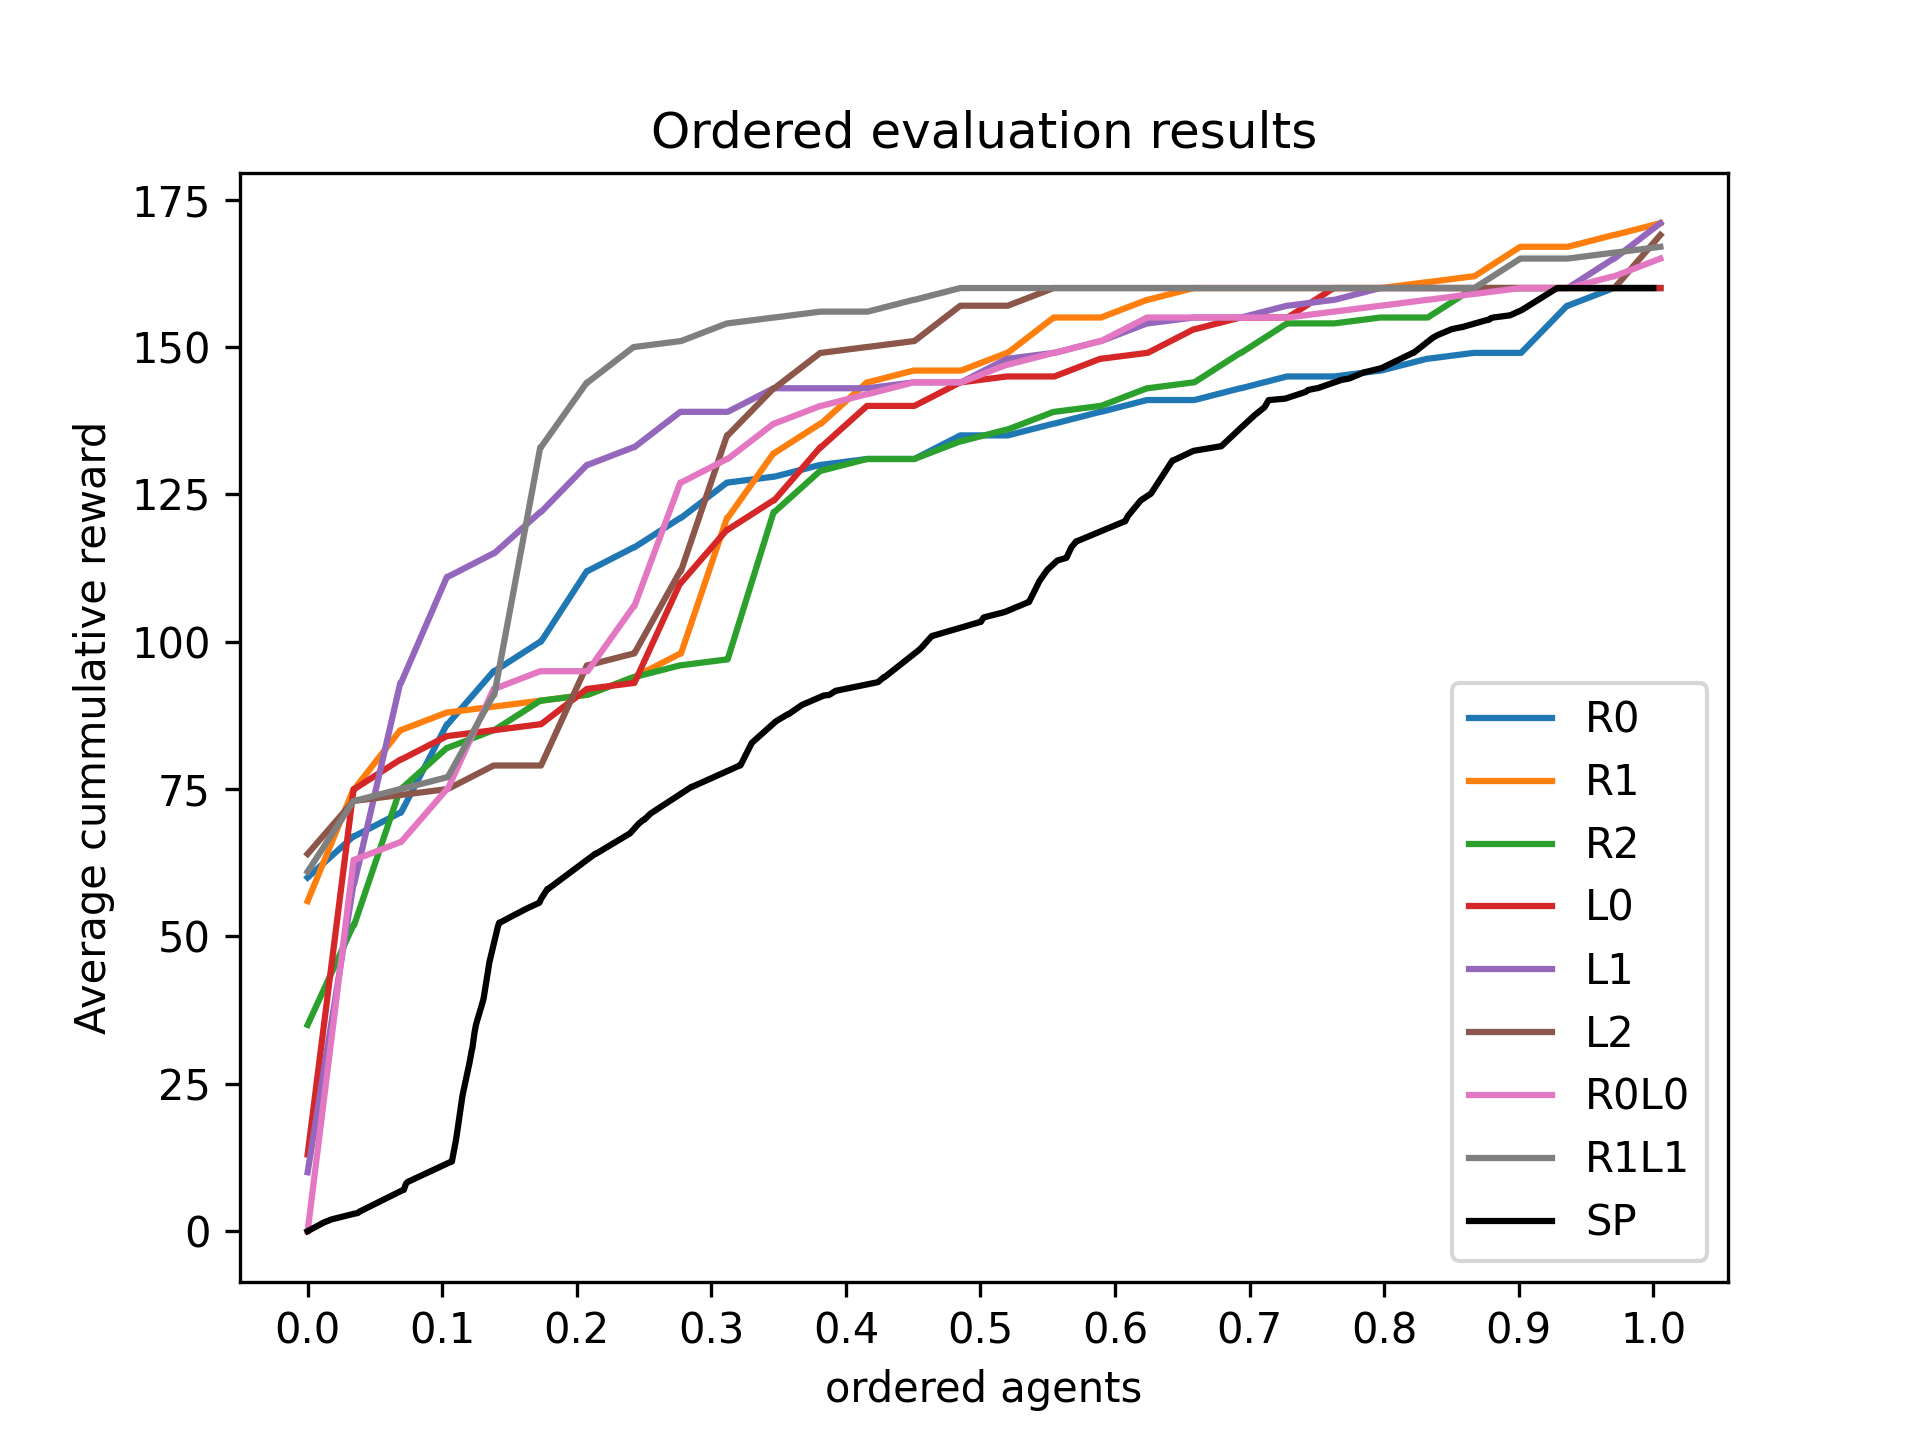 Ordered evaluation results
Average cummulative reward
175
150
125
100
75
50
25
0
R0
R1
R2
L0
L1
L2
R0L0
R1L1
SP
0.0 0.1 0.2 0.3 0.4 0.5 0.6 0.7 0.8 0.9 1.0
ordered agents